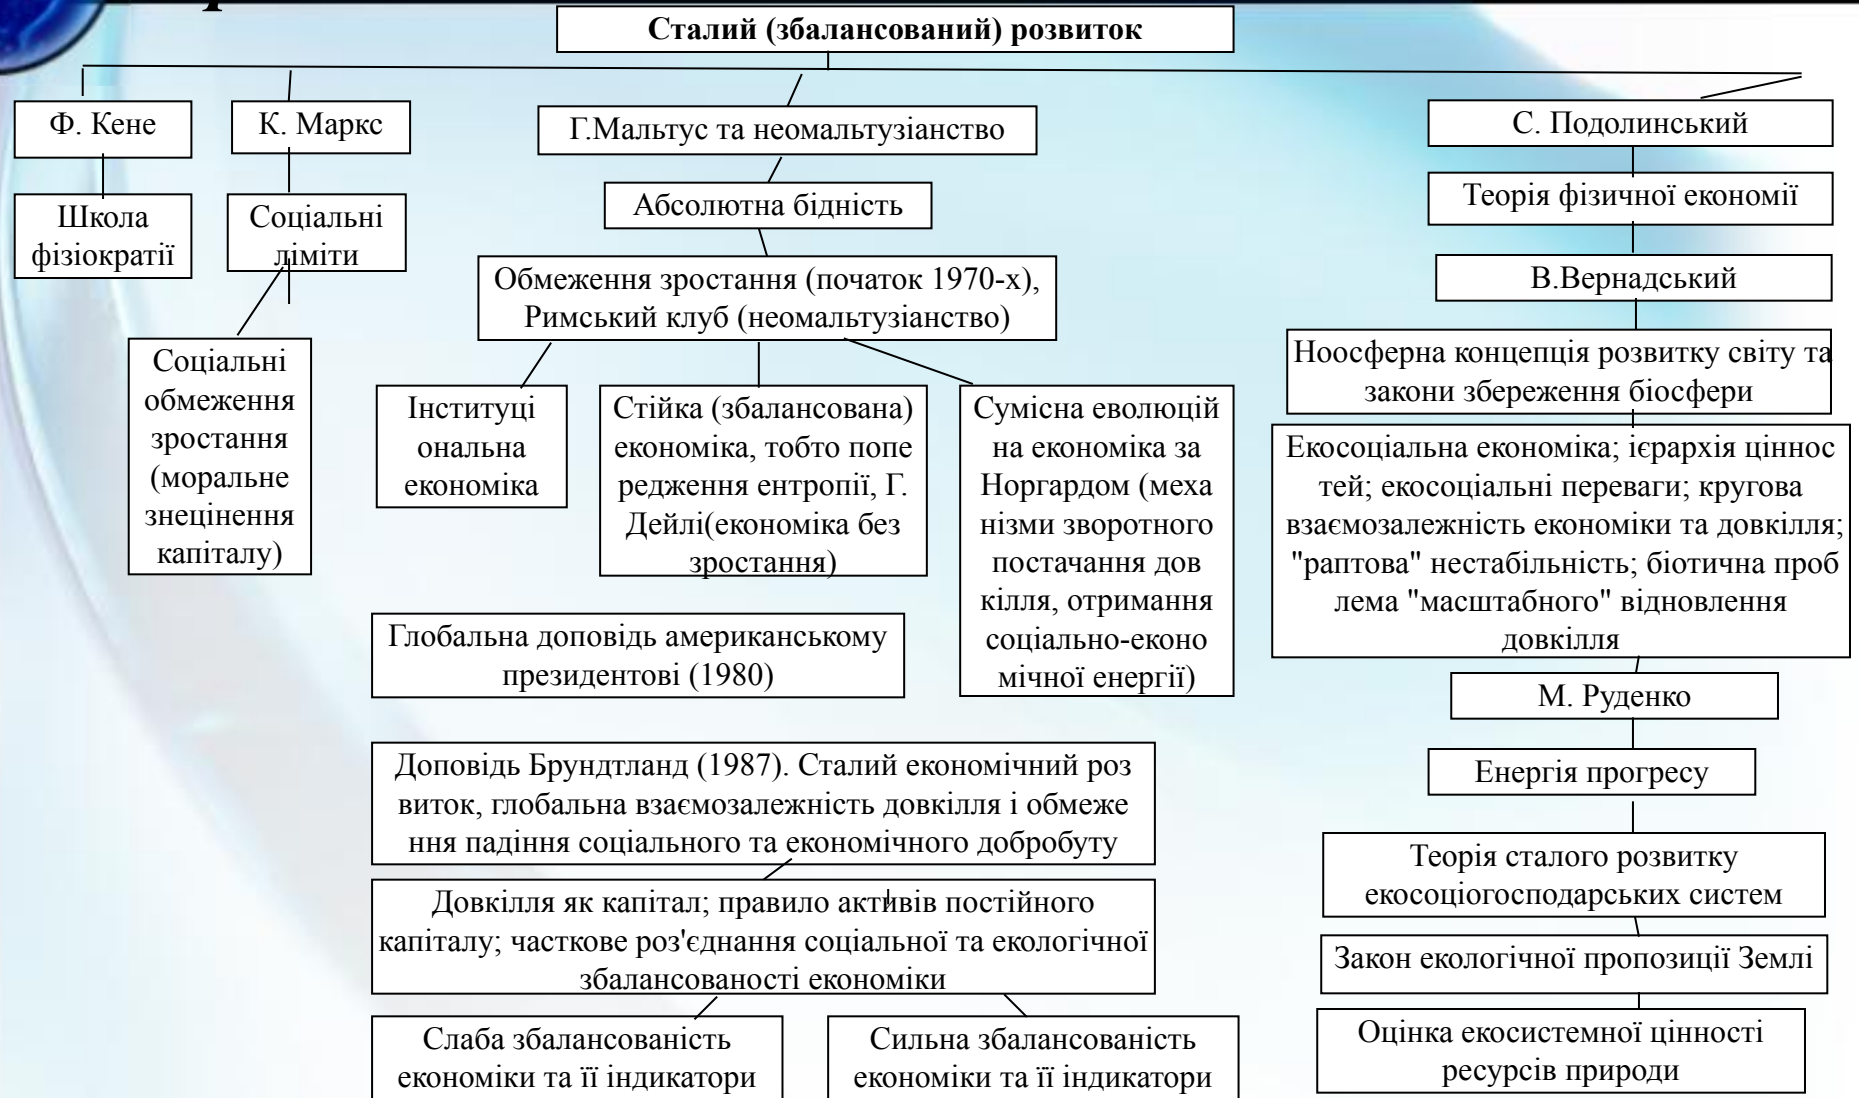 Сталий (збалансований) розвиток
Ф. Кене
Школа
фізіократії
К. Маркс
Соціальні
ліміти
Соціальні
обмеження
зростання
(моральне
знецінення
капіталу)
Г.Мальтус та неомальтузіанство
Абсолютна бідність
Обмеження зростання (початок 1970-х),
Римський клуб (неомальтузіанство)
Інституці
ональна
економіка
Стійка (збалансована)
економіка, тобто попе
редження ентропії, Г.
Дейлі(економіка без
зростання)
Сумісна еволюцій
на економіка за
Норгардом (меха
нізми зворотного
постачання дов
кілля, отримання
соціально-еконо
мічної енергії)
Глобальна доповідь американському
президентові (1980)
Доповідь Брундтланд (1987). Сталий економічний роз
виток, глобальна взаємозалежність довкілля і обмеже
ння падіння соціального та економічного добробуту
Довкілля як капітал; правило активів постійного
капіталу; часткове роз'єднання соціальної та екологічної
збалансованості економіки
Слаба збалансованість
економіки та її індикатори
Сильна збалансованість
економіки та її індикатори
С. Подолинський
Теорія фізичної економії
В.Вернадський
Ноосферна концепція розвитку світу та
закони збереження біосфери
Екосоціальна економіка; ієрархія ціннос
тей; екосоціальні переваги; кругова
взаємозалежність економіки та довкілля;
"раптова" нестабільність; біотична проб
лема "масштабного" відновлення
довкілля
М. Руденко
Енергія прогресу
Теорія сталого розвитку
екосоціогосподарських систем
Закон екологічної пропозиції Землі
Оцінка екосистемної цінності
ресурсів природи